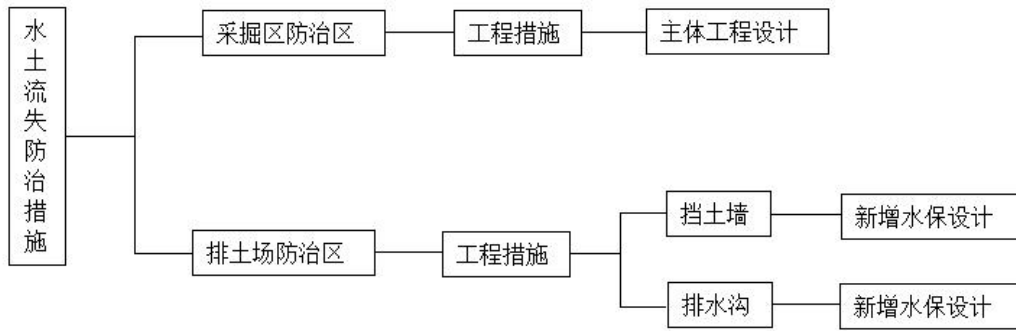 水土流失防治措施
采掘区防治区
工程措施
主体工程设计
排土场防治区
工程措施
挡土墙
新增水保设计
排水沟
新增水保设计